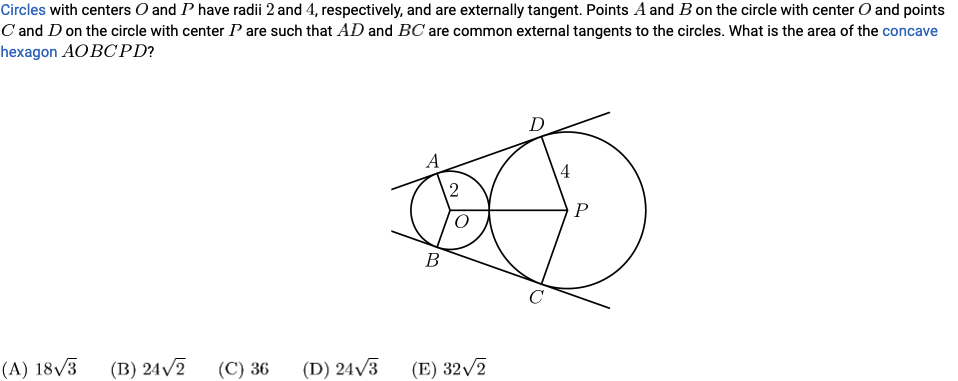 Circles with centers O and P have radii 2 and 4, respectively, and are externally tangent. Points A and B on the circle with center O and points
C and D on the circle with center P are such that AD and BC are common external tangents to the circles. What is the area of the concave
hexagon AOBCPD?
D
A
4
2
P
O
B
C
(A) 18√3 (B) 24√2 (C) 36 (D) 24√3 (E) 32√2